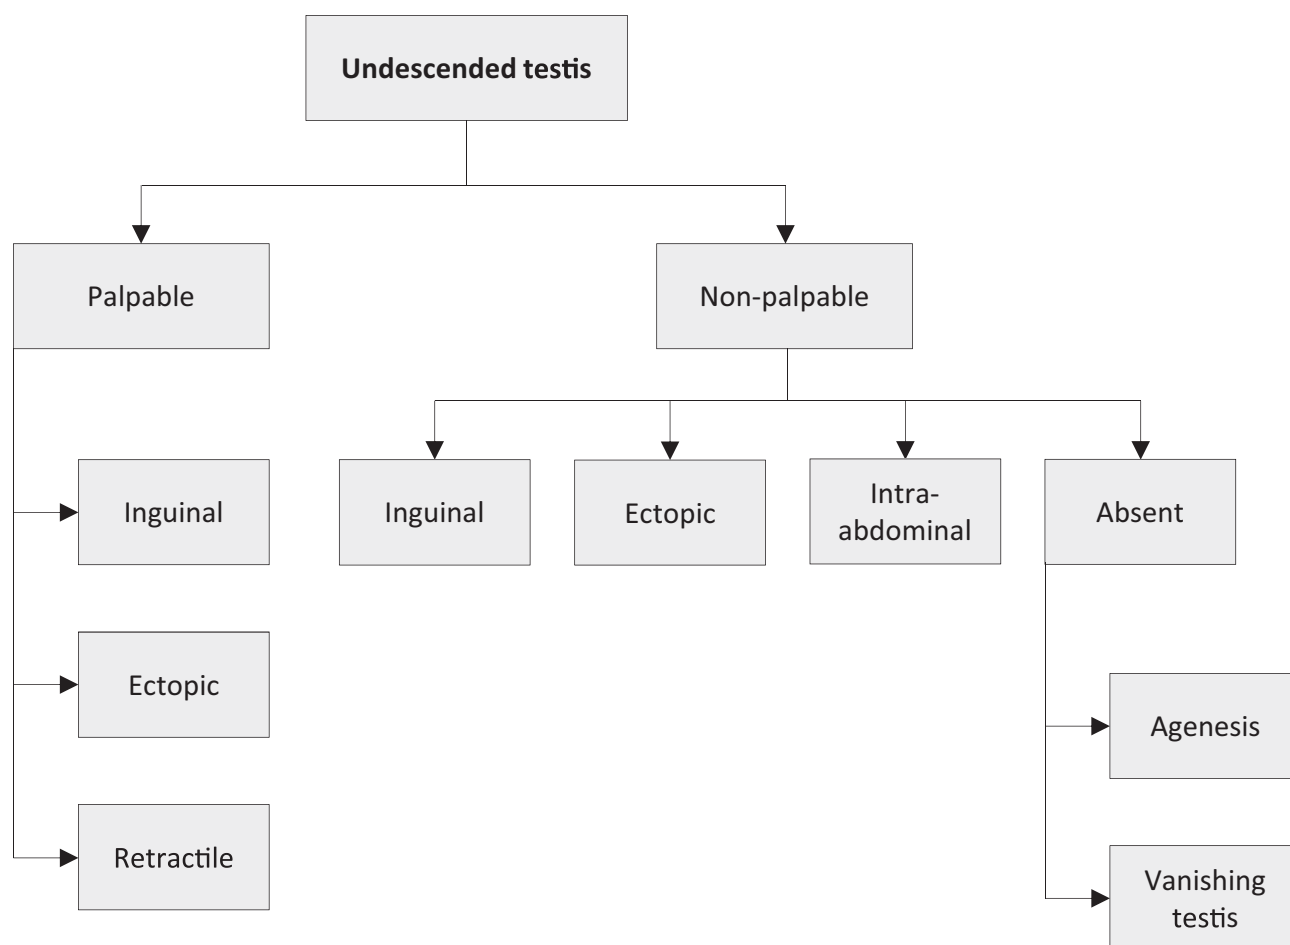 Undescended testis
Palpable
Non-palpable
Inguinal
Ectopic
Retractile
Inguinal
Ectopic
Intra-
abdominal
Absent
Agenesis
Vanishing
testis